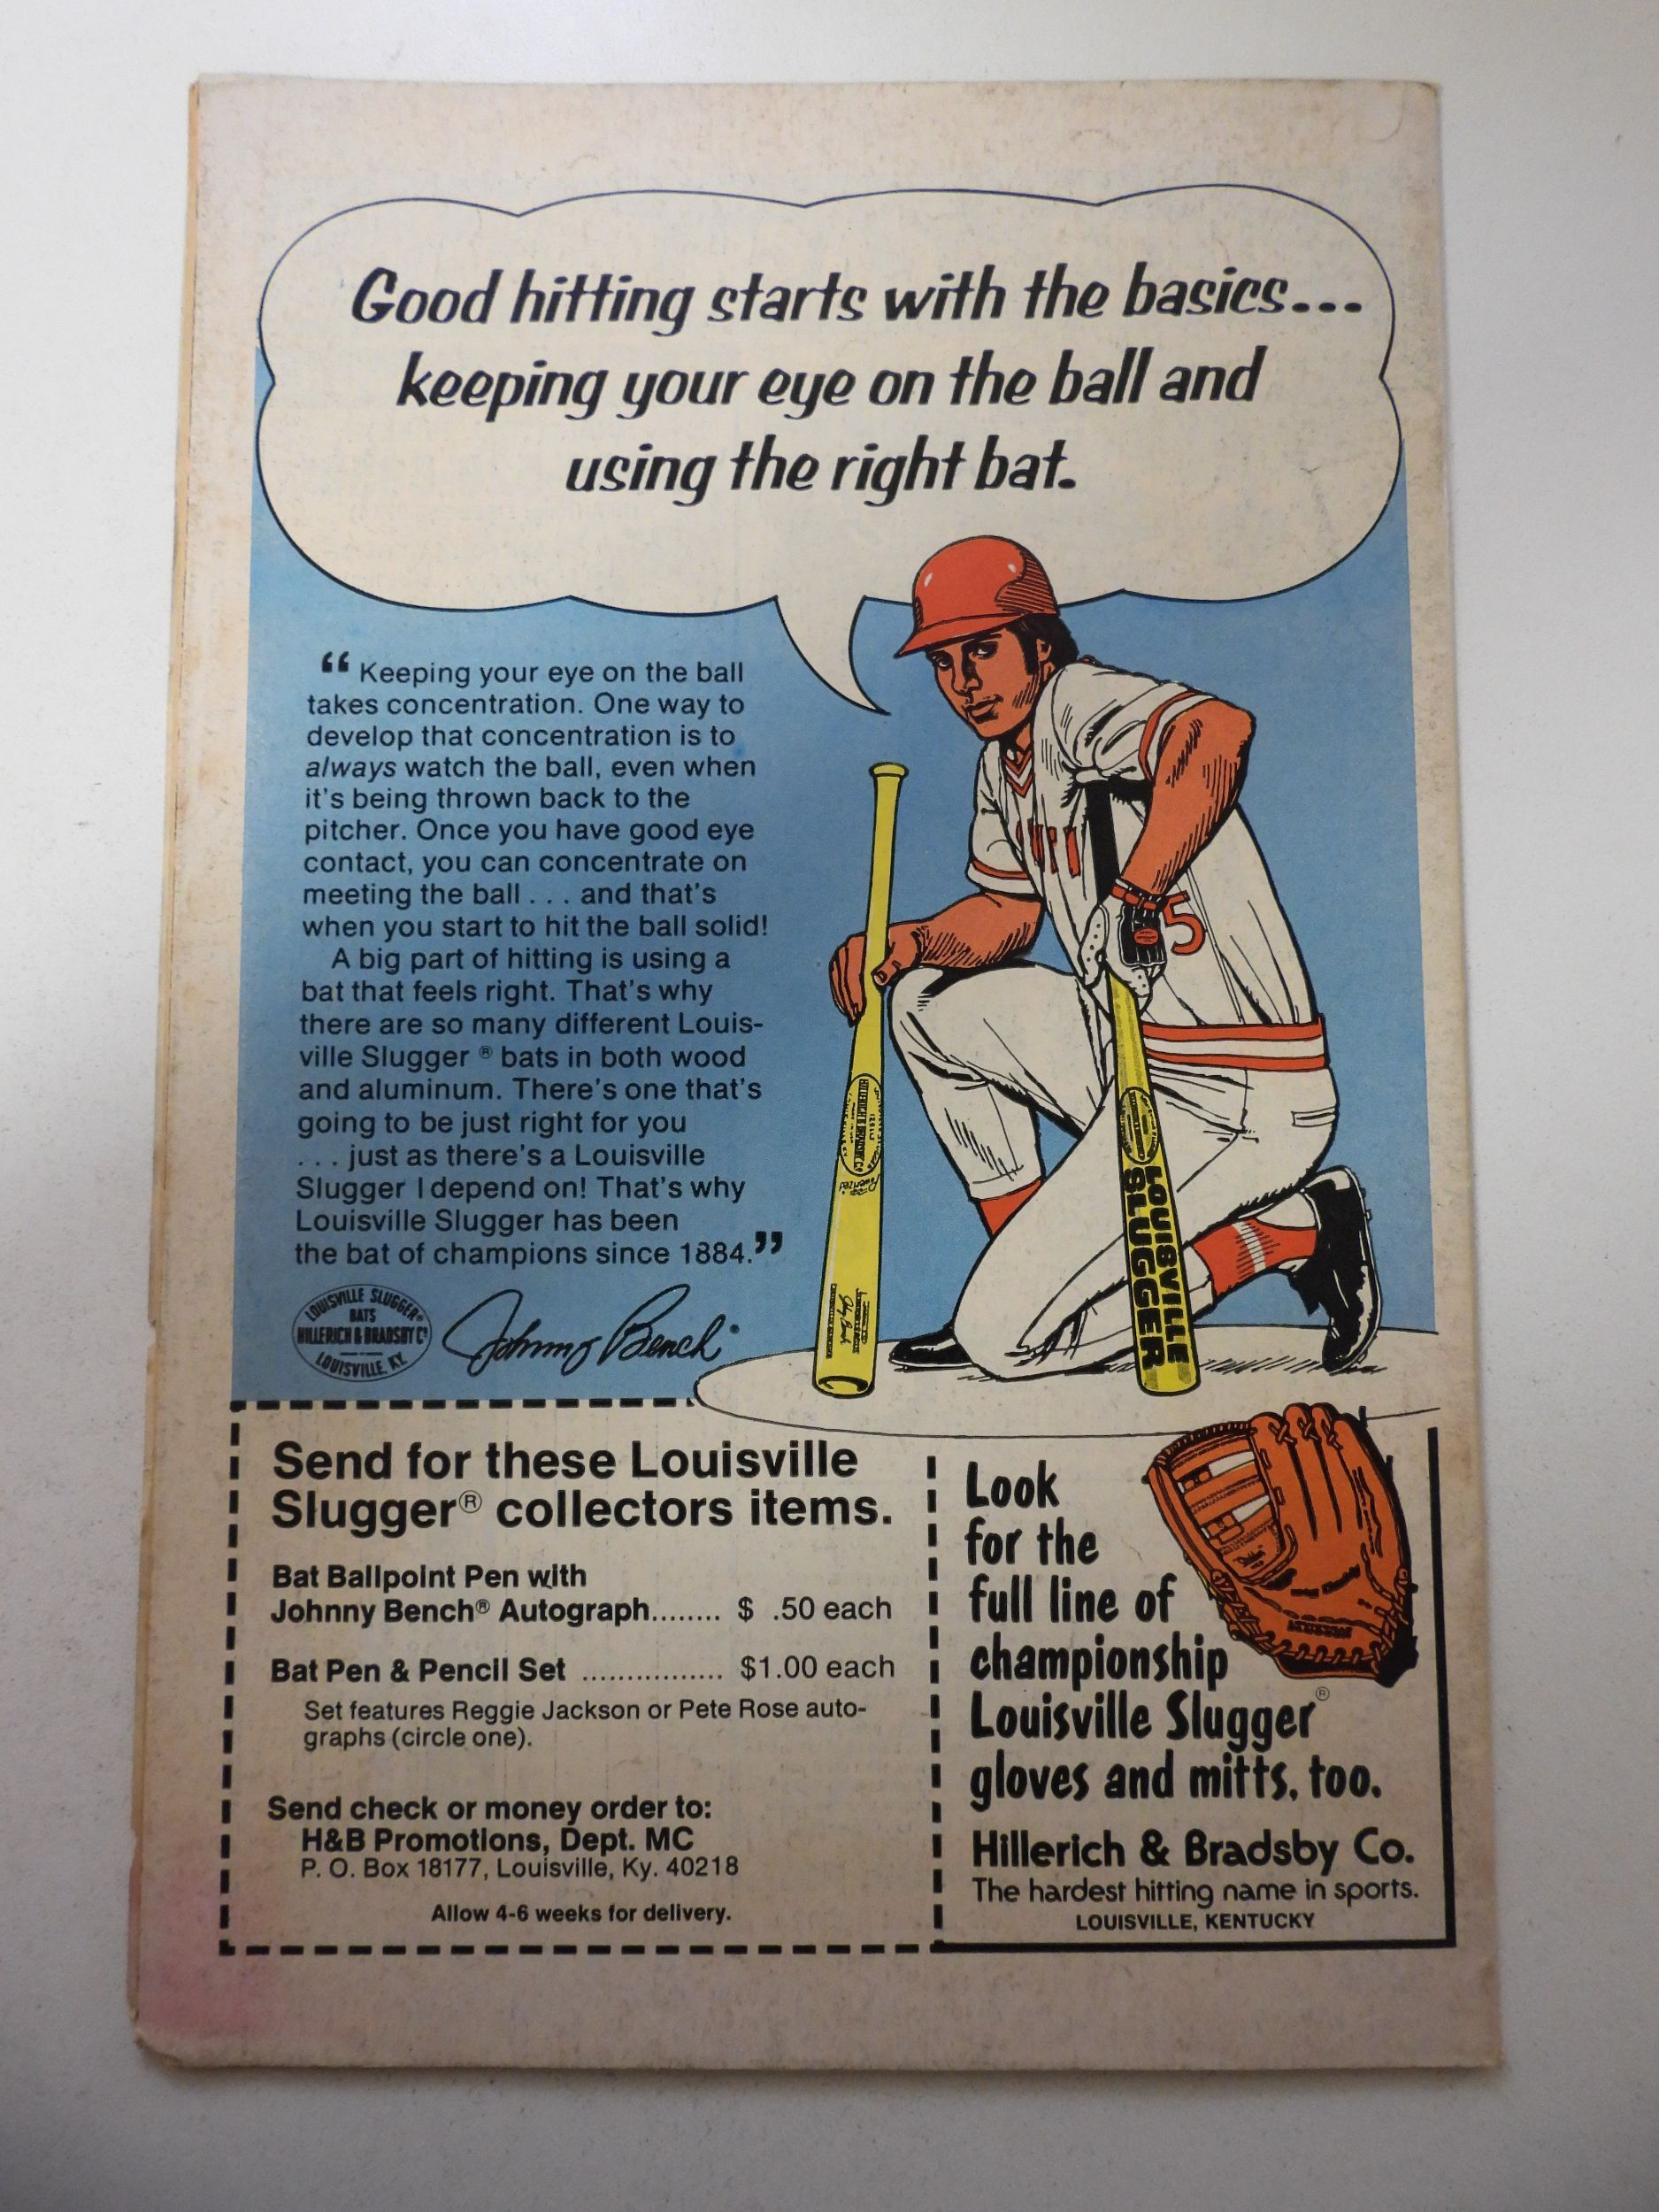 Good hitting starts with the basics...
keeping your eye on the ball and
using the right bat.
“ Keeping your eye on the ball
takes concentration. One way to
develop that concentration is to
always watch the ball, even when
it's being thrown back to the
pitcher. Once you have good eye
contact, you can concentrate on
meeting the ball . . . and that's
when you start to hit the ball solid!
A big part of hitting is using a
bat that feels right. That's why
there are so many different Louis-
ville Slugger ® bats in both wood
and aluminum. There's one that's
going to be just right for you
. . . just as there's a Louisville
Slugger I depend on! That's why
Louisville Slugger has been
the bat of champions since 1884.”
LOUISVILLE SLUGGER®
BATS
HILLERICH & BRADSBY Cº
LOUISVILLE, KY.
Johnny Bench
5
HILLERICH & BRADSBY Cº
Powerized
LOUISVILLE
SLUGGER
Send for these Louisville
Slugger® collectors items.
Bat Ballpoint Pen with
Johnny Bench® Autograph........ $ .50 each
Bat Pen & Pencil Set ................ $1.00 each
Set features Reggie Jackson or Pete Rose auto-
graphs (circle one).
Send check or money order to:
H&B Promotions, Dept. MC
P. O. Box 18177, Louisville, Ky. 40218
Allow 4-6 weeks for delivery.
Look
for the
full line of
championship
Louisville Slugger®
gloves and mitts, too.
Hillerich & Bradsby Co.
The hardest hitting name in sports.
LOUISVILLE, KENTUCKY